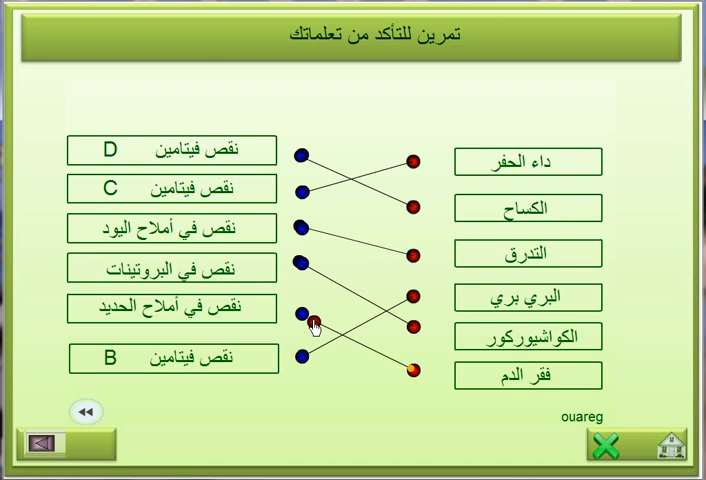 تمرين للتأكد من تعلماتك
داء الحفر
الكساح
التدرق
البري بري
الكواشيوركور
فقر الدم
نقص فيتامين D
نقص فيتامين C
نقص في أملاح اليود
نقص في البروتينات
نقص في أملاح الحديد
نقص فيتامين B
ouareg